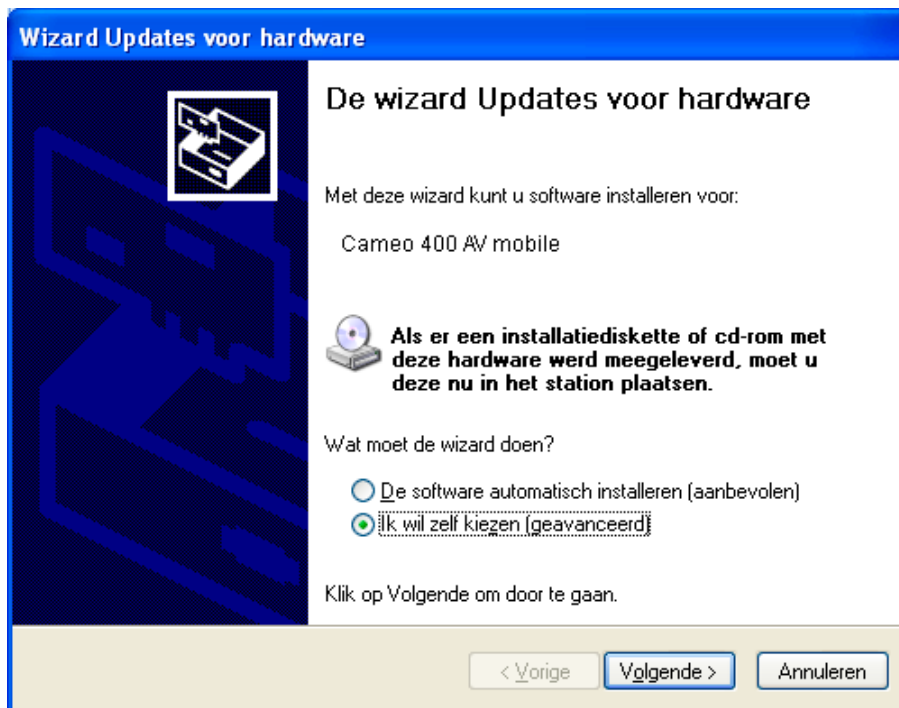 Wizard Updates voor hardware
De wizard Updates voor hardware
Met deze wizard kunt u software installeren voor:
Cameo 400 AV mobile
Als er een installatiediskette of cd-rom met
deze hardware werd meegeleverd, moet u
deze nu in het station plaatsen.
Wat moet de wizard doen?
De software automatisch installeren (aanbevolen)
Ik wil zelf kiezen (geavanceerd)
Klik op Volgende om door te gaan.
< Vorige
Volgende >
Annuleren